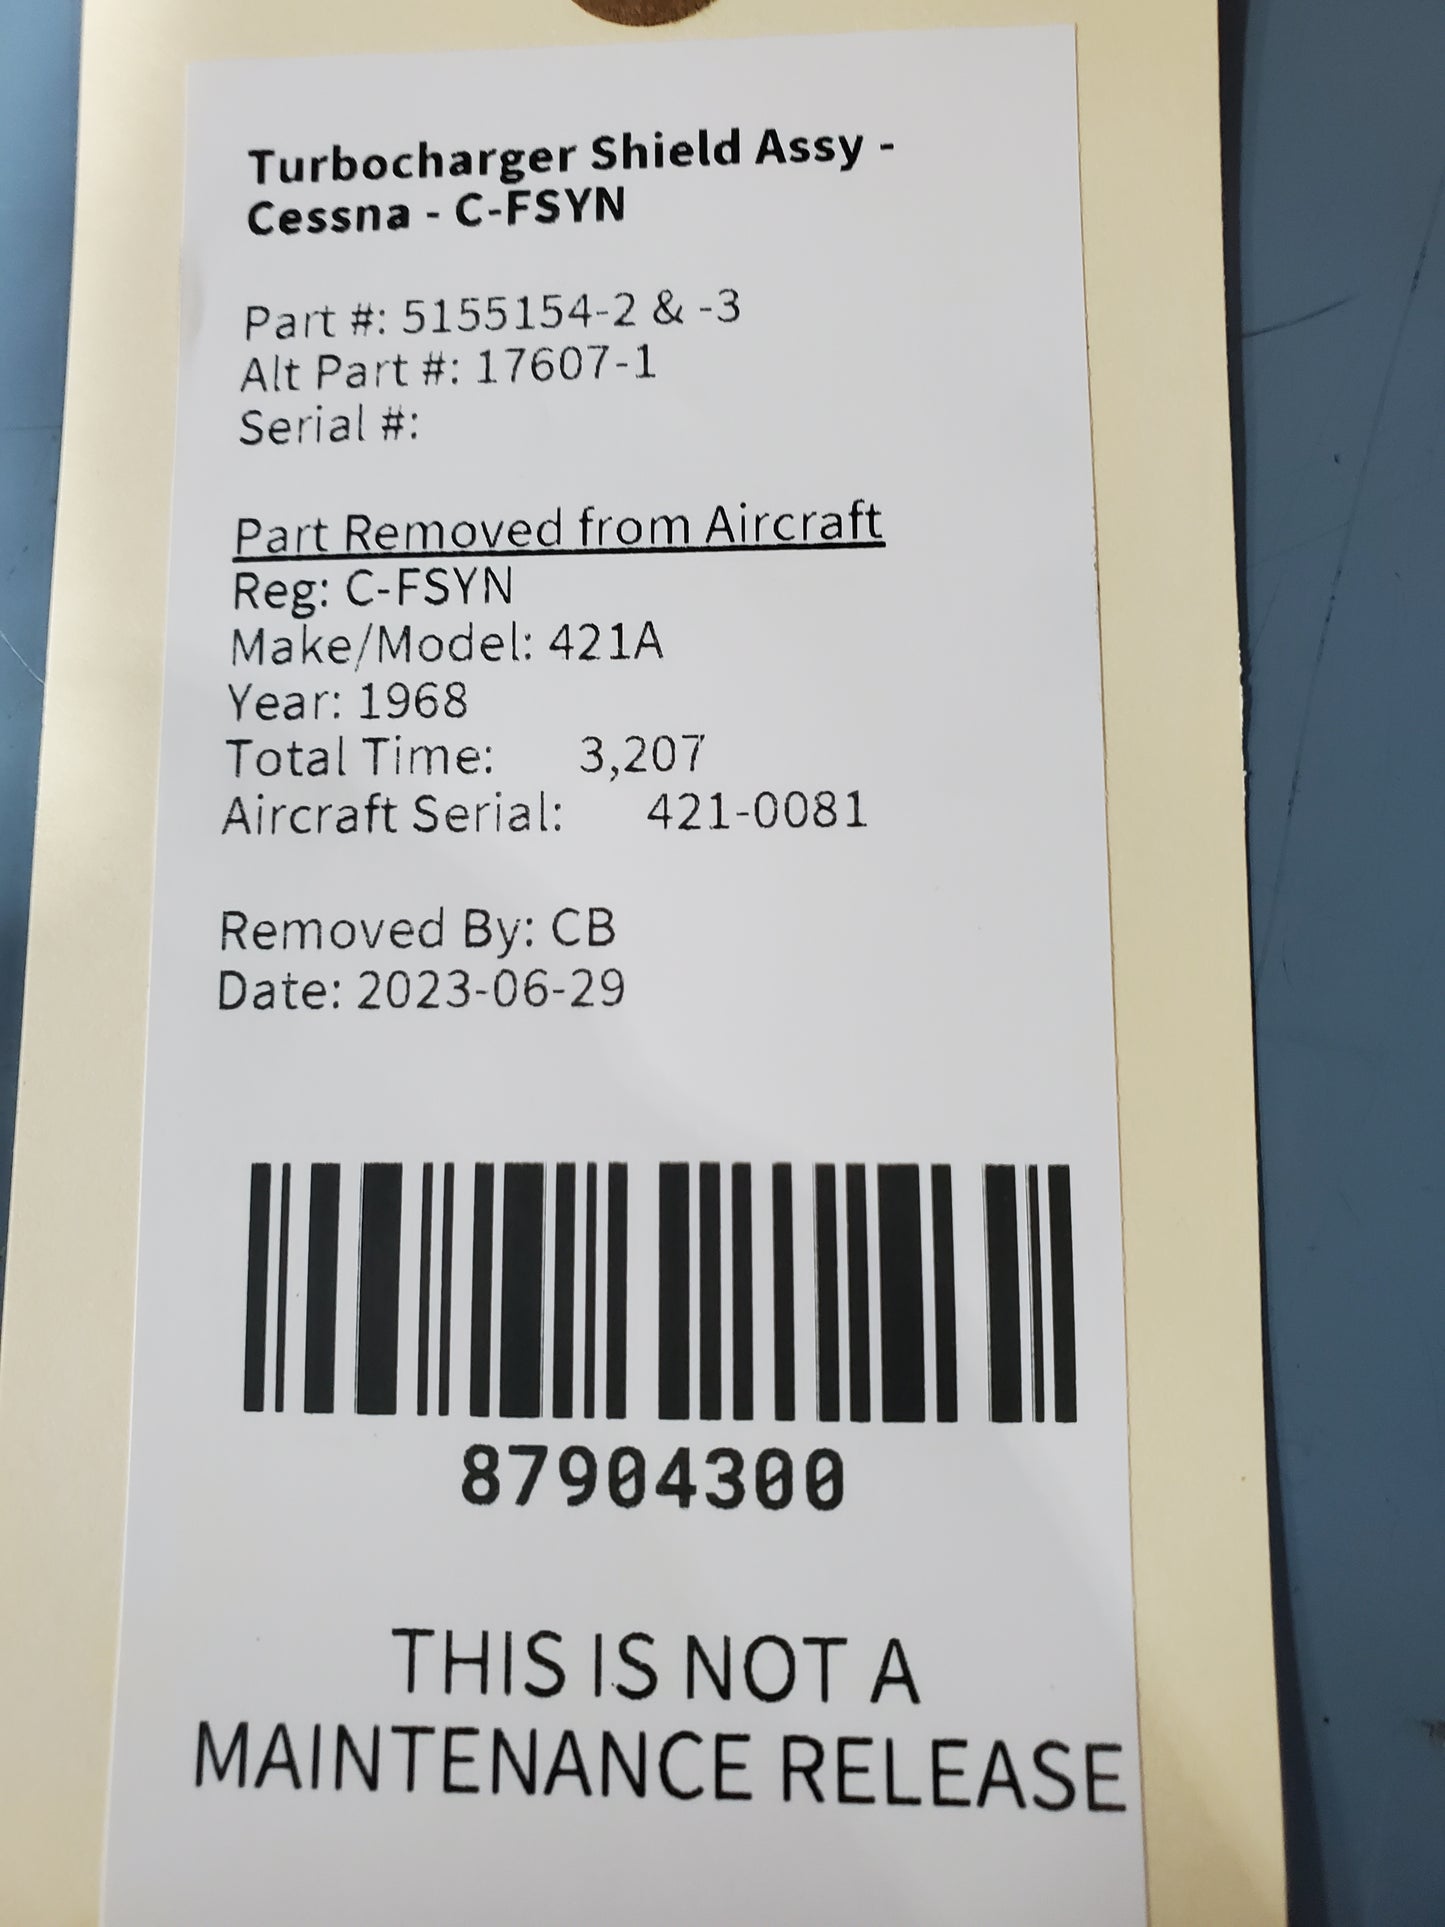 Turbocharger Shield Assy -
Cessna - C-FSYN
Part #: 5155154-2 & -3
Alt Part #: 17607-1
Serial #:
Part Removed from Aircraft
Reg: C-FSYN
Make/Model: 421A
Year: 1968
Total Time: 3,207
Aircraft Serial: 421-0081
Removed By: CB
Date: 2023-06-29
87904300
THIS IS NOT A
MAINTENANCE RELEASE